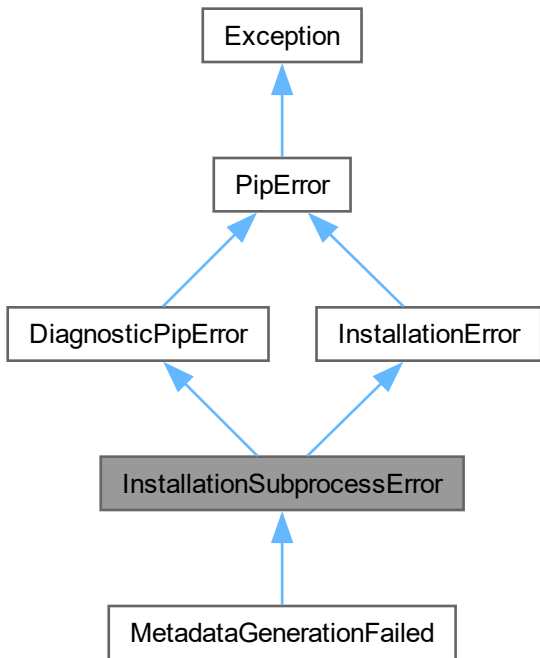 Exception
PipError
DiagnosticPipError
InstallationError
InstallationSubprocessError
MetadataGenerationFailed